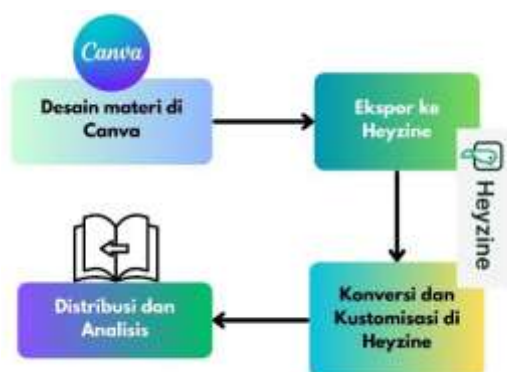 Canva
Desain materi di
Canva
Ekspor ke
Heyzine
Heyzine
Konversi dan
Kustomisasi di
Heyzine
Distribusi dan
Analisis